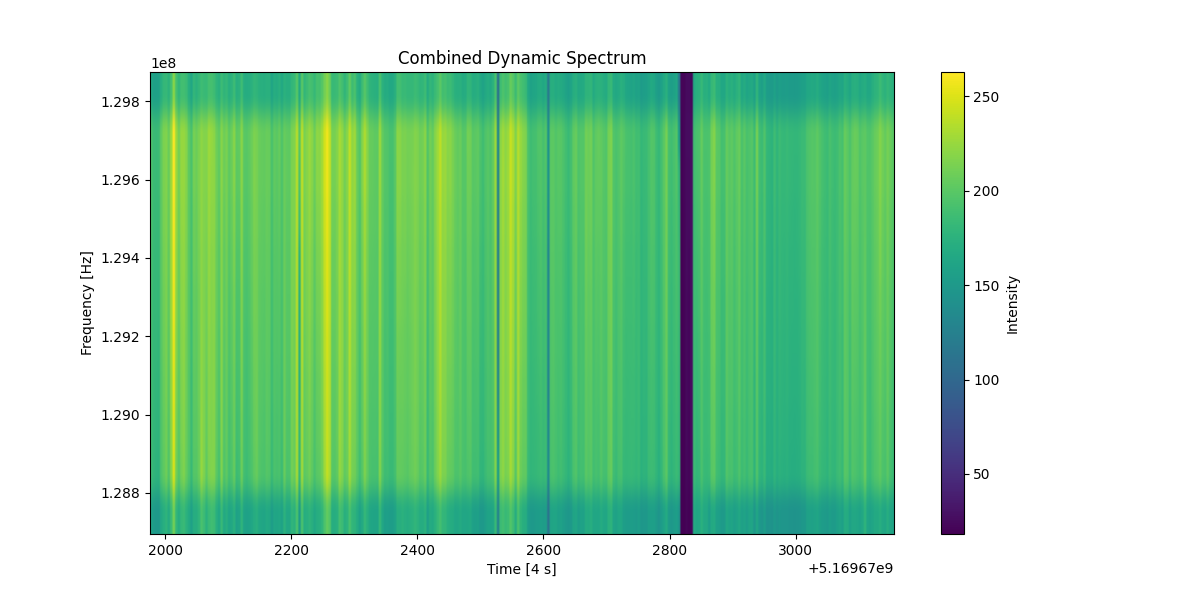 Combined Dynamic Spectrum
1e8
1.298
1.296
1.294
1.292
1.290
1.288
Frequency [Hz]
2000 2200 2400 2600 2800 3000
Time [4 s]
+5.16967e9
250
200
150
100
50
Intensity